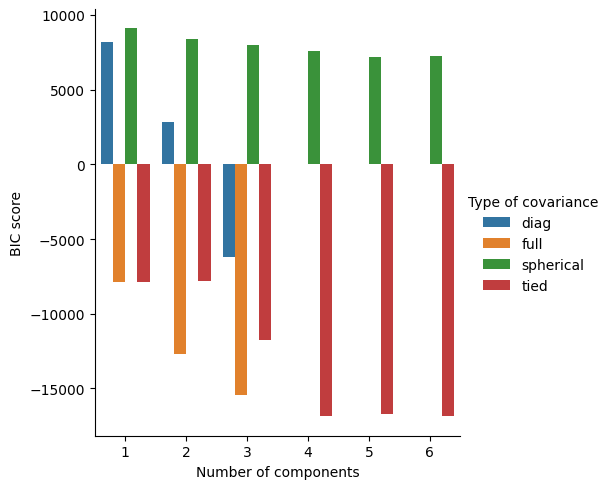 10000
5000
0
−5000
−10000
−15000
BIC score
1 2 3 4 5 6
Number of components
Type of covariance
diag
full
spherical
tied